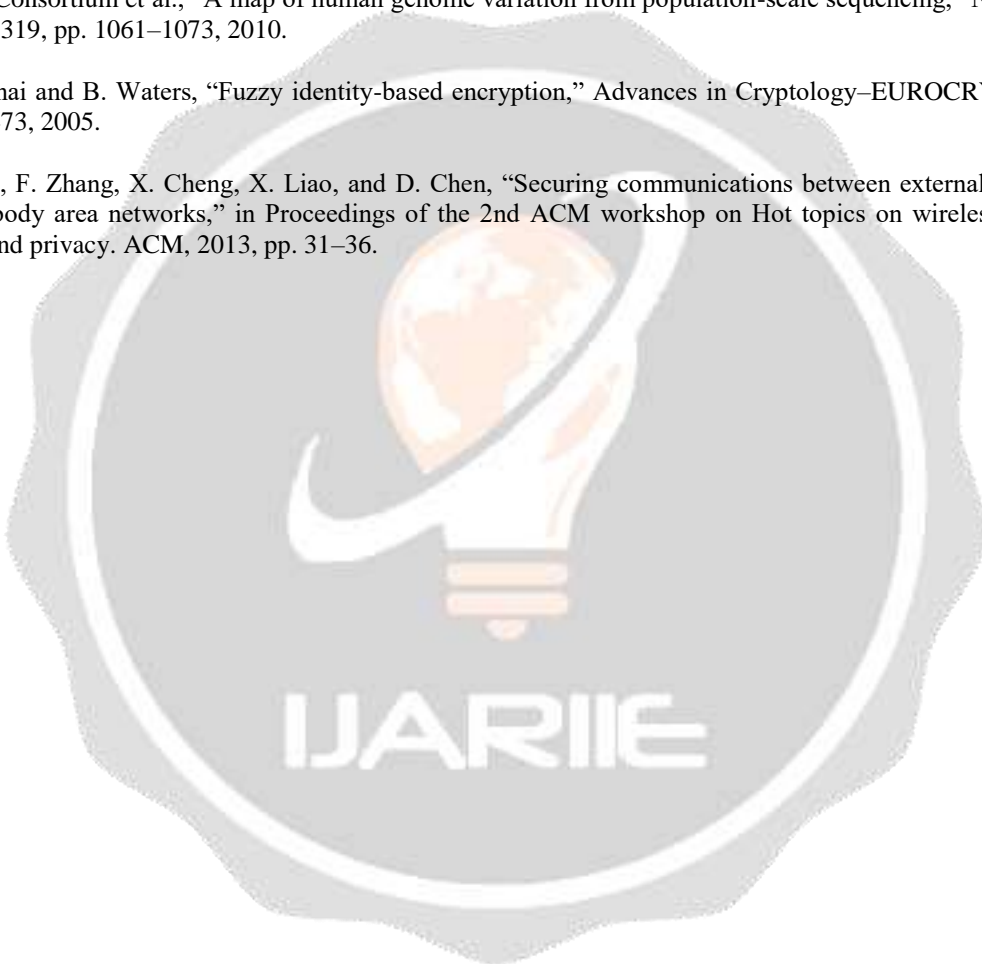 Consortium et al., “A map of human genome variation from population-scale sequencing,”
319, pp. 1061–1073, 2010.
hai and B. Waters, “Fuzzy identity-based encryption,” Advances in Cryptology–EUROCRY
73, 2005.
, F. Zhang, X. Cheng, X. Liao, and D. Chen, “Securing communications between external
body area networks,” in Proceedings of the 2nd ACM workshop on Hot topics on wireles
nd privacy. ACM, 2013, pp. 31–36.
IJARIIE